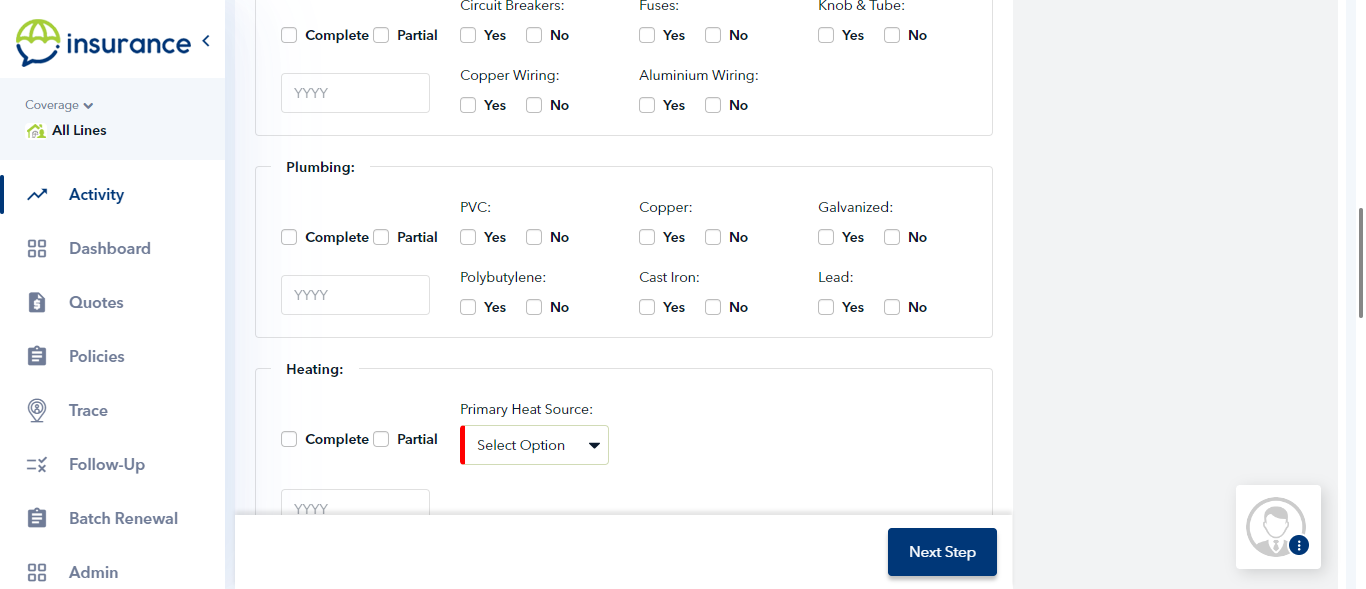 insurance
Coverage
All Lines
Activity
Dashboard
Quotes
Policies
Trace
Follow-Up
Batch Renewal
Admin
Circuit Breakers: Fuses: Knob & Tube:
Complete Partial Yes No Yes No Yes No
Copper Wiring: Aluminium Wiring:
YYYY Yes No Yes No
Plumbing:
PVC: Copper: Galvanized:
Complete Partial Yes No Yes No Yes No
Polybutylene: Cast Iron: Lead:
YYYY Yes No Yes No Yes No
Heating:
Primary Heat Source:
Complete Partial Select Option
YYYY
Next Step